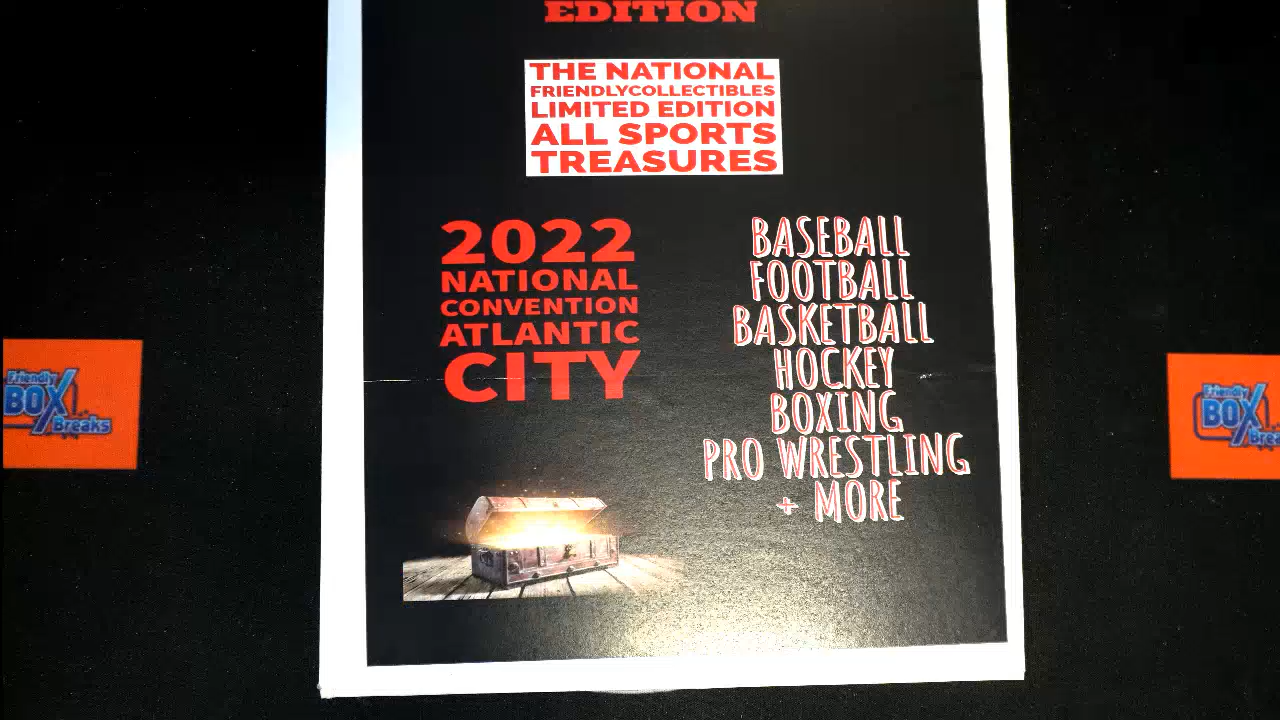 EDITION
THE NATIONAL
FRIENDLYCOLLECTIBLES
LIMITED EDITION
ALL SPORTS
TREASURES
2022
NATIONAL
CONVENTION
ATLANTIC
CITY
BASEBALL
FOOTBALL
BASKETBALL
HOCKEY
BOXING
PRO WRESTLING
+ MORE
Friendly
BOX
Breaks
Friendly
BOX
Brea